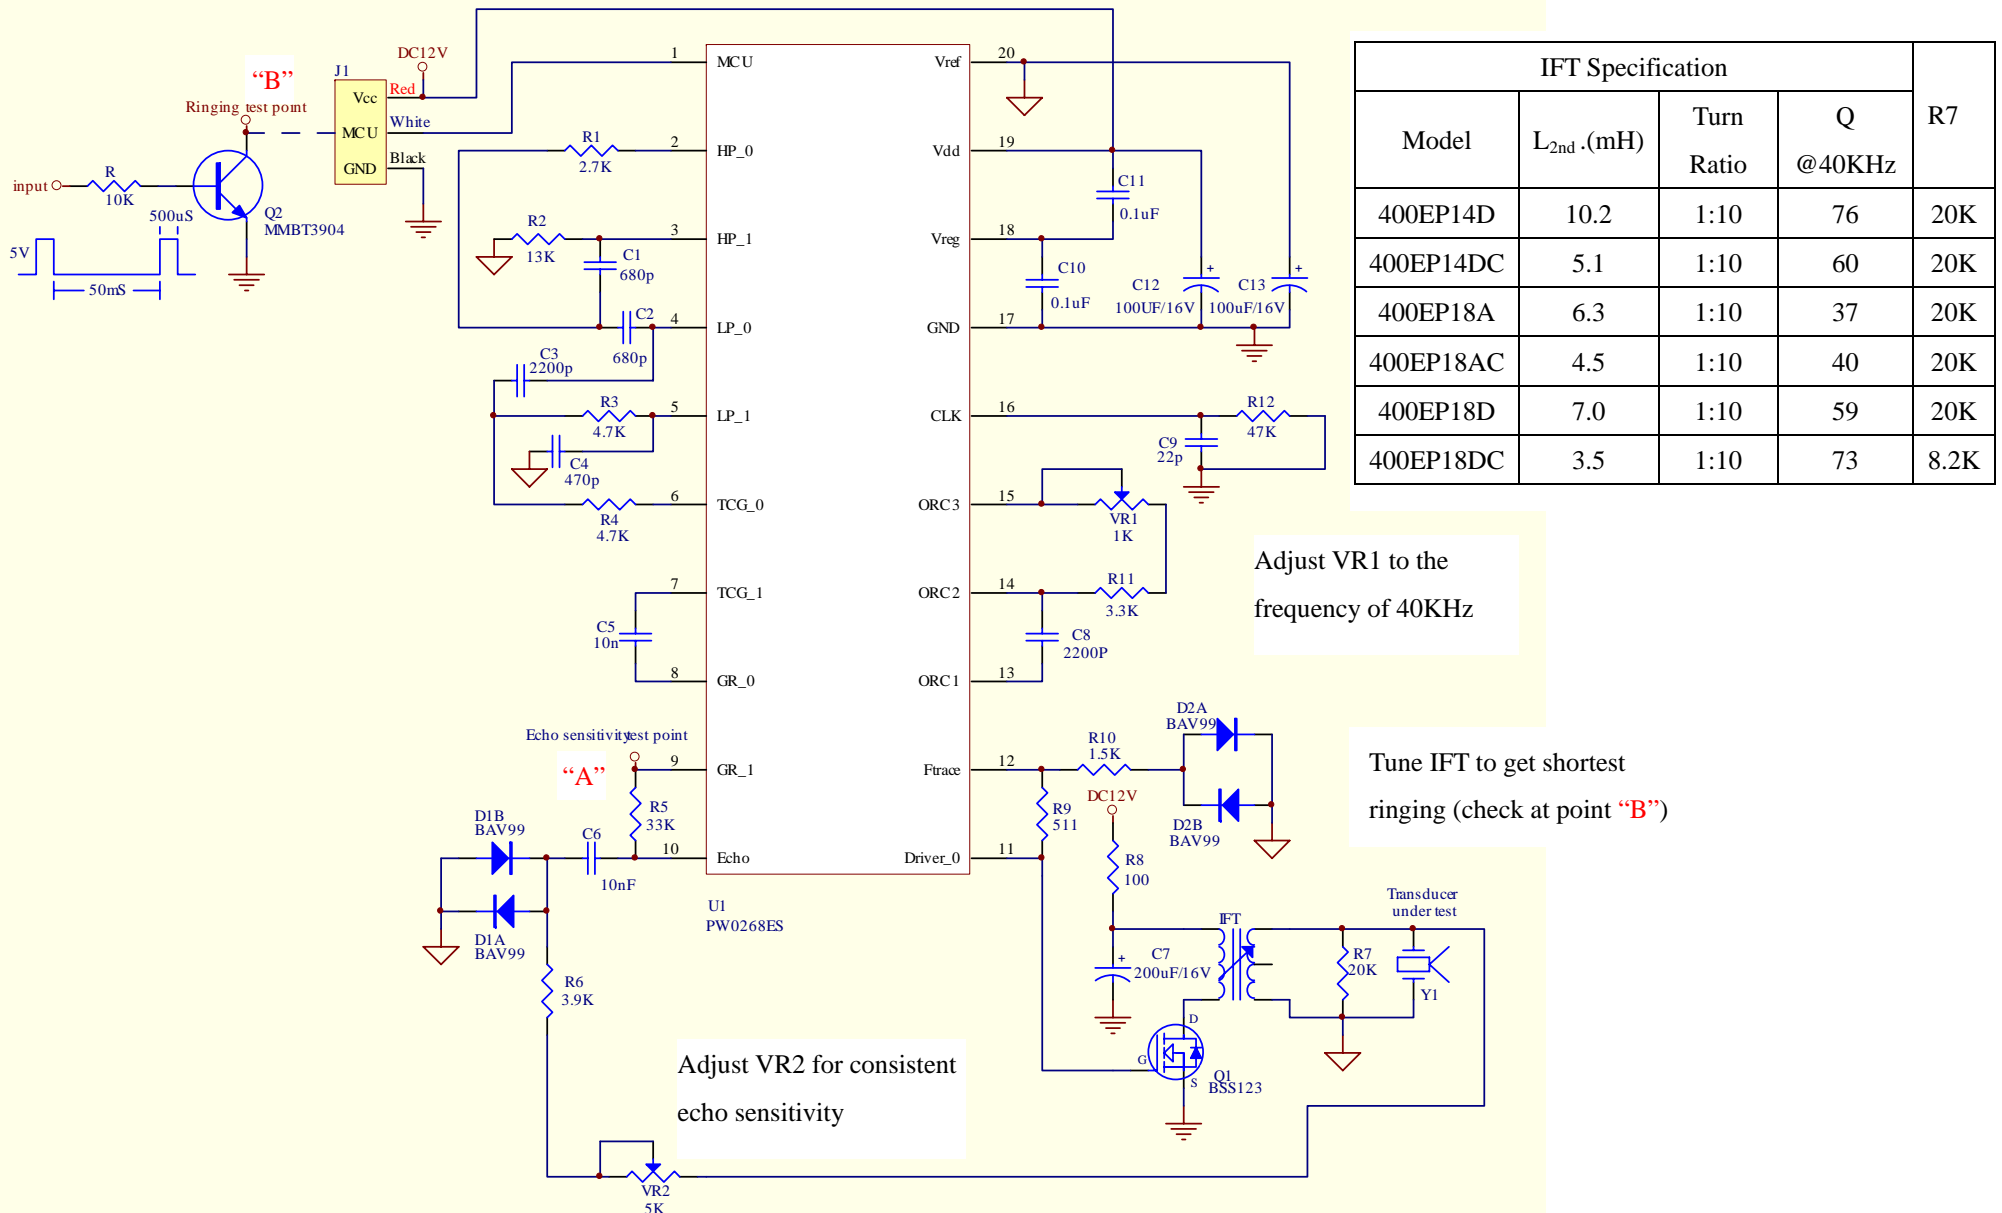 “B”
Ringing test point
DC12V
J1
Vcc
Red
MCU
White
GND
Black
input
R
10K
Q2
MMBT3904
500uS
5V
50mS
1
MCU
2
HP_0
3
HP_1
4
LP_0
5
LP_1
6
TCG_0
7
TCG_1
8
GR_0
9
GR_1
10
Echo
20
Vref
19
Vdd
18
Vreg
17
GND
16
CLK
15
ORC3
14
ORC2
13
ORC1
12
Ftrace
11
Driver_0
U1
PW0268ES
R1
2.7K
R2
13K
C1
680p
C2
680p
C3
2200p
R3
4.7K
C4
470p
R4
4.7K
C5
10n
Echo sensitivity test point
“A”
R5
33K
D1B
BAV99
C6
10nF
D1A
BAV99
R6
3.9K
VR2
5K
Adjust VR2 for consistent
echo sensitivity
C11
0.1uF
C10
0.1uF
C12
100UF/16V
C13
100uF/16V
R12
47K
C9
22p
VR1
1K
R11
3.3K
C8
2200P
Adjust VR1 to the
frequency of 40KHz
D2A
BAV99
R10
1.5K
DC12V
R9
511
D2B
BAV99
R8
100
C7
200uF/16V
IFT
Transducer
under test
R7
20K
Y1
D
G
S
Q1
BSS123
Tune IFT to get shortest
ringing (check at point “B”)
IFT Specification
R7
Model
L2nd .(mH)
Turn
Ratio
Q
@40KHz
400EP14D 10.2 1:10 76 20K
400EP14DC 5.1 1:10 60 20K
400EP18A 6.3 1:10 37 20K
400EP18AC 4.5 1:10 40 20K
400EP18D 7.0 1:10 59 20K
400EP18DC 3.5 1:10 73 8.2K